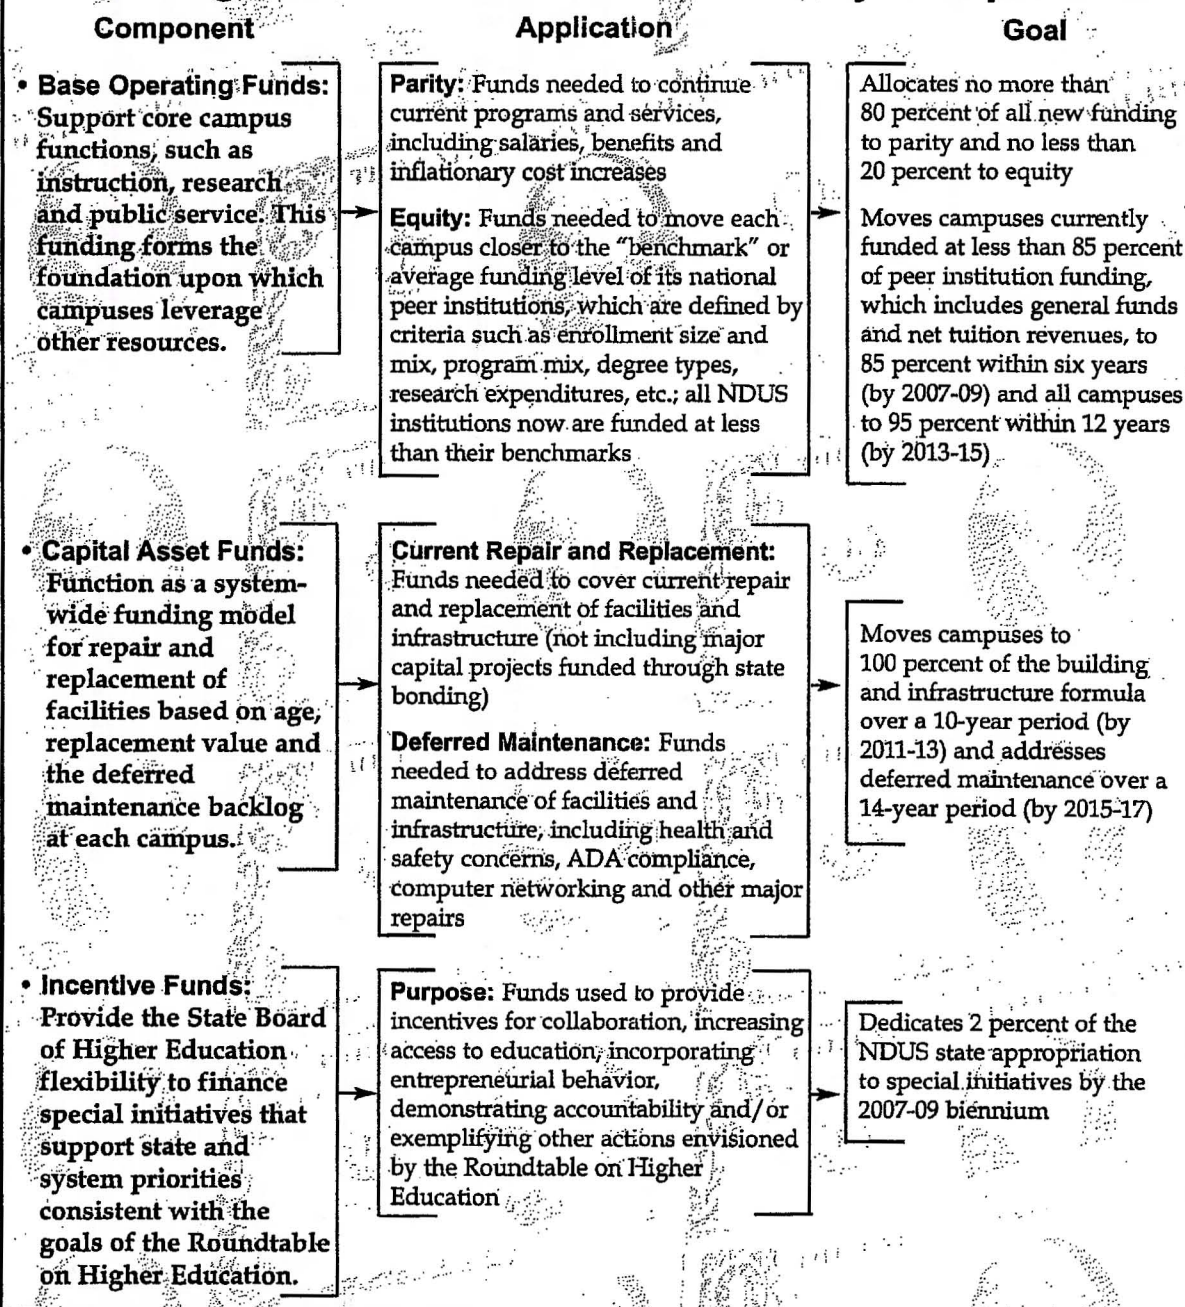 Component
Application
Goal
• Base Operating Funds:
Support core campus
functions, such as
instruction, research
and public service. This
funding forms the
foundation upon which
campuses leverage
other resources.
Parity: Funds needed to continue
current programs and services,
including salaries, benefits and
inflationary cost increases
Equity: Funds needed to move each
campus closer to the "benchmark" or
average funding level of its national
peer institutions, which are defined by
criteria such as enrollment size and
mix, program mix, degree types,
research expenditures, etc.; all NDUS
institutions now are funded at less
than their benchmarks
Allocates no more than
80 percent of all new funding
to parity and no less than
20 percent to equity
Moves campuses currently
funded at less than 85 percent
of peer institution funding,
which includes general funds
and net tuition revenues, to
85 percent within six years
(by 2007-09) and all campuses
to 95 percent within 12 years
(by 2013-15)
• Capital Asset Funds:
Function as a system-
wide funding model
for repair and
replacement of
facilities based on age,
replacement value and
the deferred
maintenance backlog
at each campus.
Current Repair and Replacement:
Funds needed to cover current repair
and replacement of facilities and
infrastructure (not including major
capital projects funded through state
bonding)
Deferred Maintenance: Funds
needed to address deferred
maintenance of facilities and
infrastructure, including health and
safety concerns, ADA compliance,
computer networking and other major
repairs
Moves campuses to
100 percent of the building
and infrastructure formula
over a 10-year period (by
2011-13) and addresses
deferred maintenance over a
14-year period (by 2015-17)
• Incentive Funds:
Provide the State Board
of Higher Education
flexibility to finance
special initiatives that
support state and
system priorities
consistent with the
goals of the Roundtable
on Higher Education.
Purpose: Funds used to provide
incentives for collaboration, increasing
access to education, incorporating
entrepreneurial behavior,
demonstrating accountability and/or
exemplifying other actions envisioned
by the Roundtable on Higher
Education
Dedicates 2 percent of the
NDUS state appropriation
to special initiatives by the
2007-09 biennium